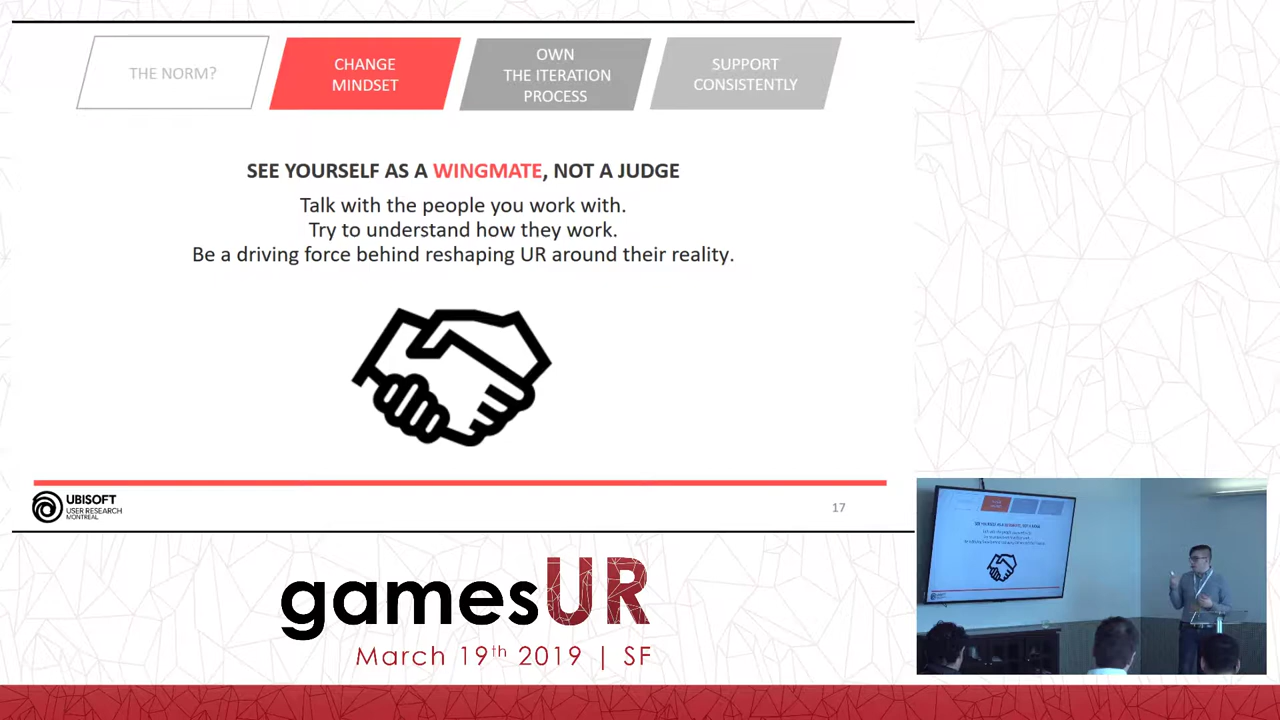 THE NORM?
CHANGE
MINDSET
OWN
THE ITERATION
PROCESS
SUPPORT
CONSISTENTLY
SEE YOURSELF AS A WINGMATE, NOT A JUDGE
Talk with the people you work with.
Try to understand how they work.
Be a driving force behind reshaping UR around their reality.
UBISOFT
USER RESEARCH
MONTREAL
17
gamesUR
March 19th 2019 | SF